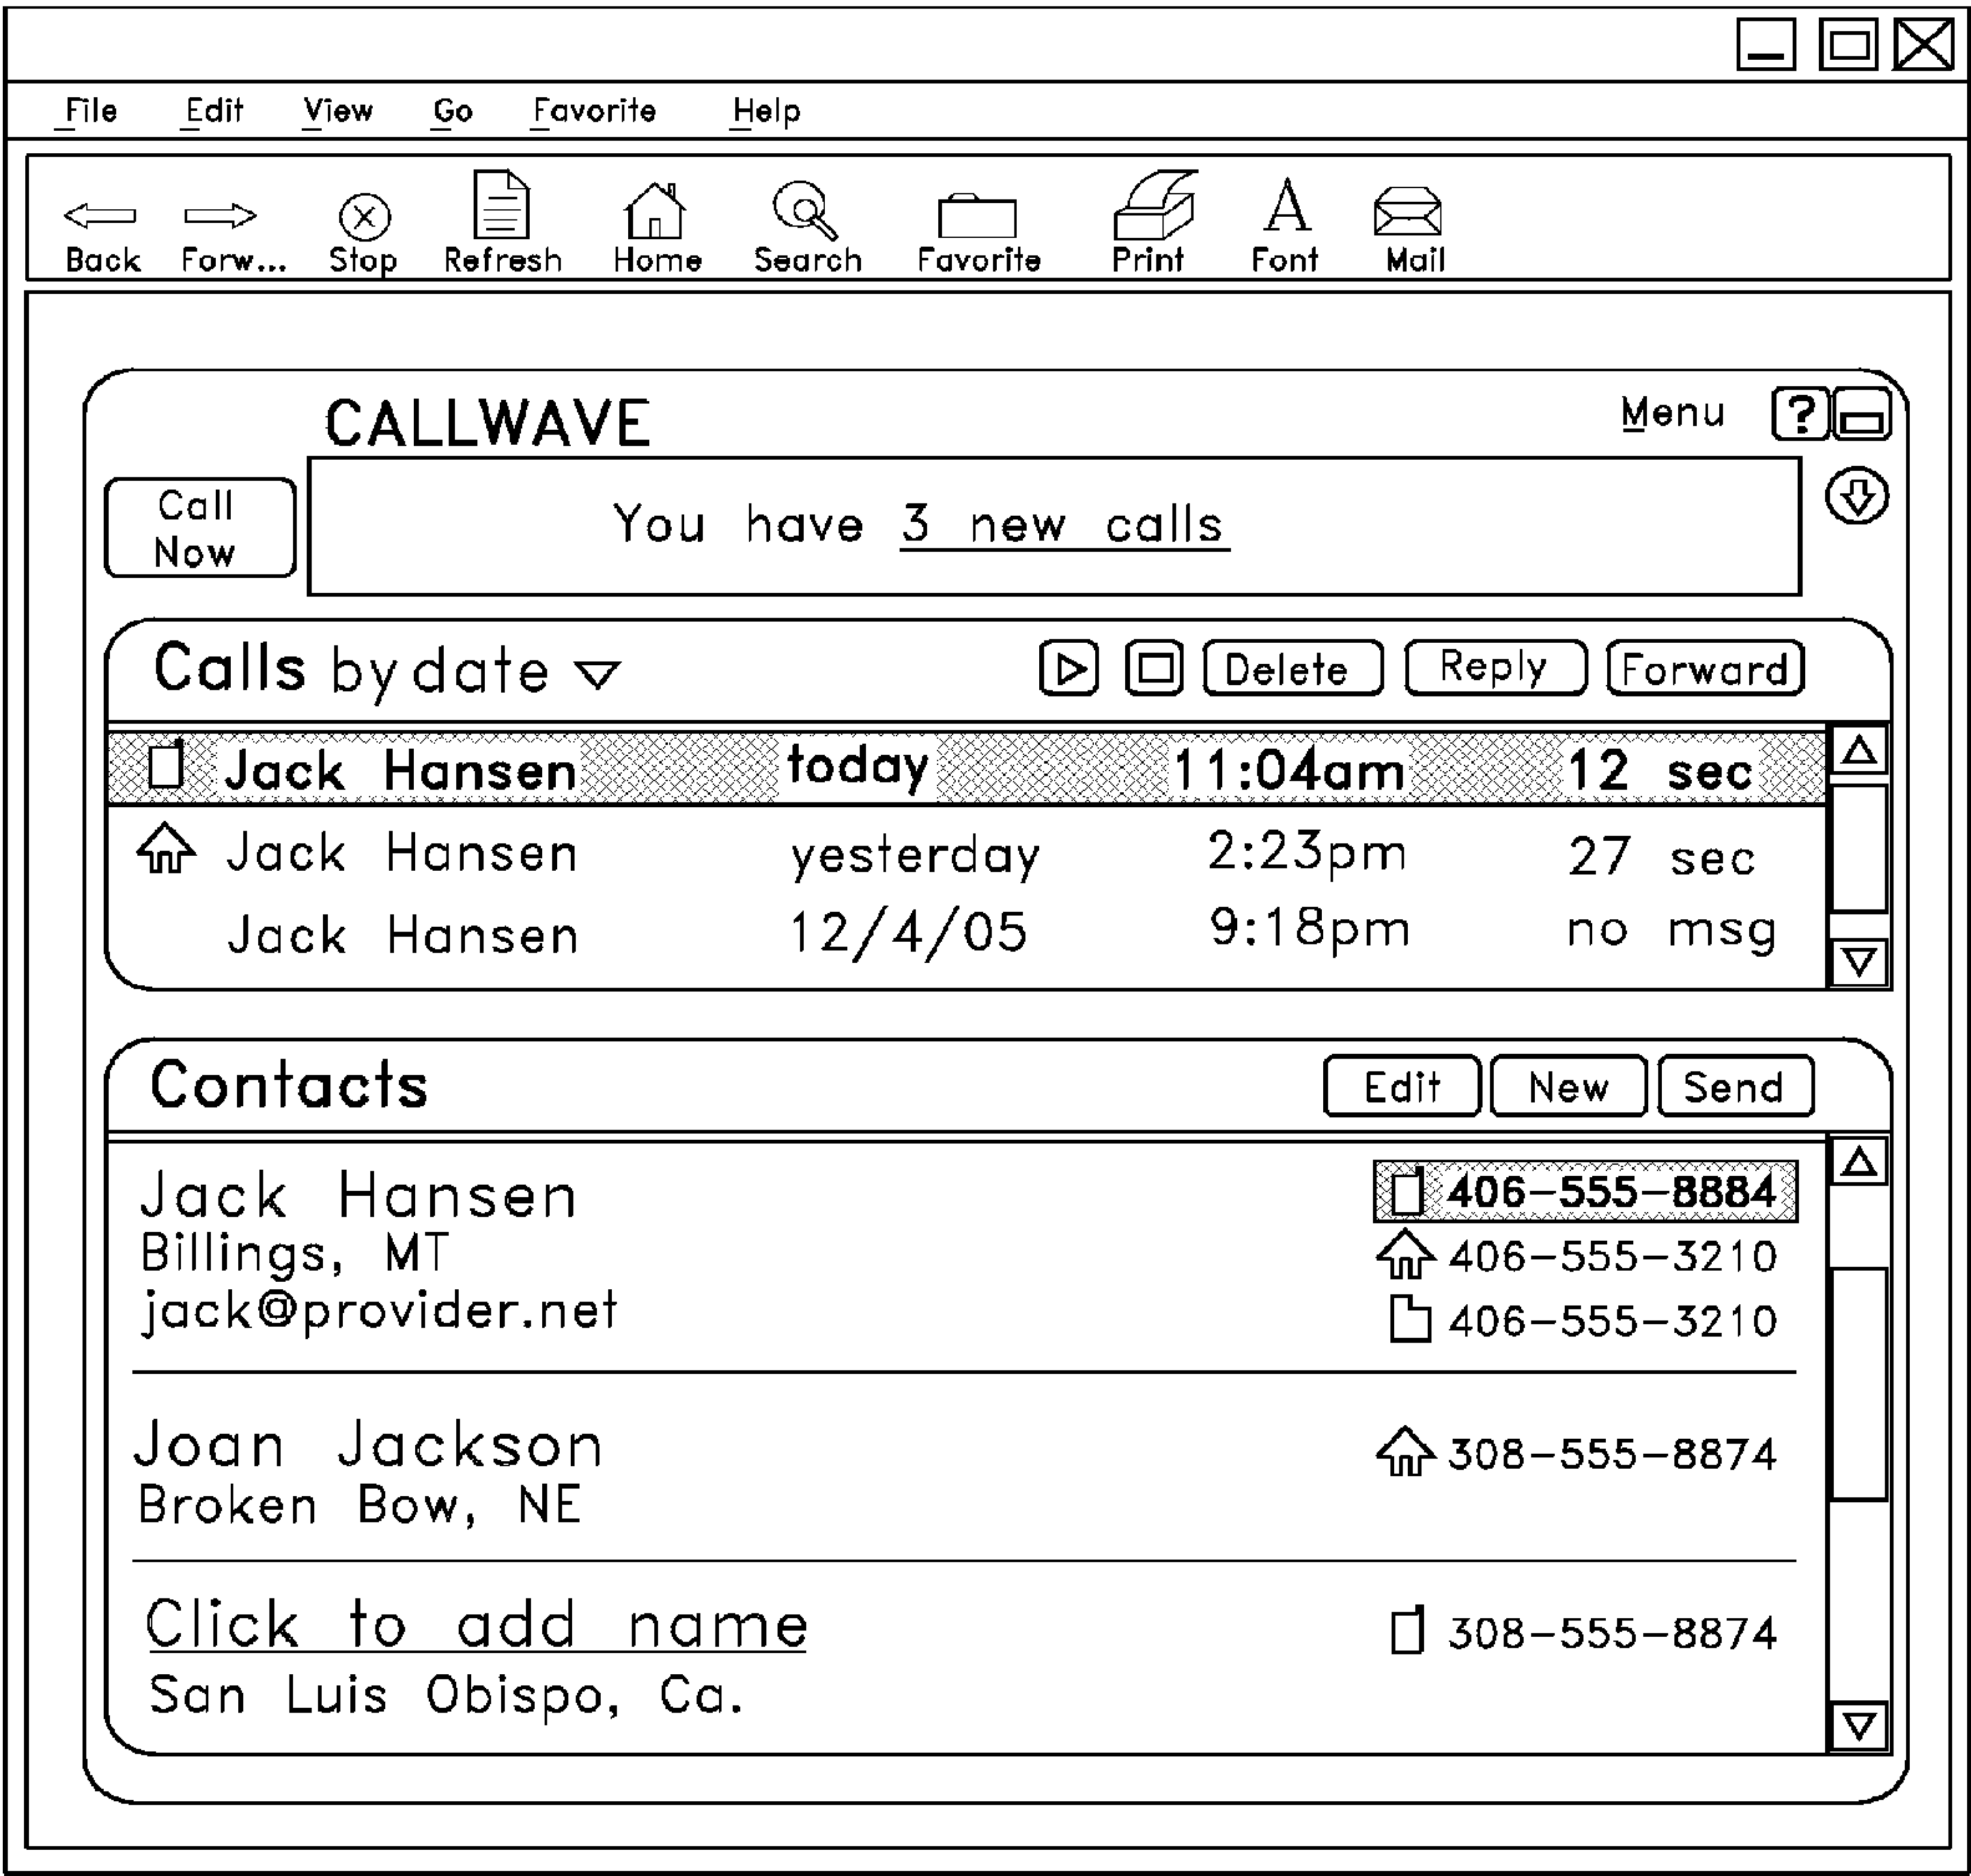 File Edit View Go Favorite Help
Back Forw... Stop Refresh Home Search Favorite Print Font Mail
CALLWAVE Menu ?
Call Now
You have 3 new calls
Calls by date Delete Reply Forward
Jack Hansen today 11:04am 12 sec
Jack Hansen yesterday 2:23pm 27 sec
Jack Hansen 12/4/05 9:18pm no msg
Contacts Edit New Send
Jack Hansen 406-555-8884
Billings, MT 406-555-3210
jack@provider.net 406-555-3210
Joan Jackson 308-555-8874
Broken Bow, NE
Click to add name 308-555-8874
San Luis Obispo, Ca.